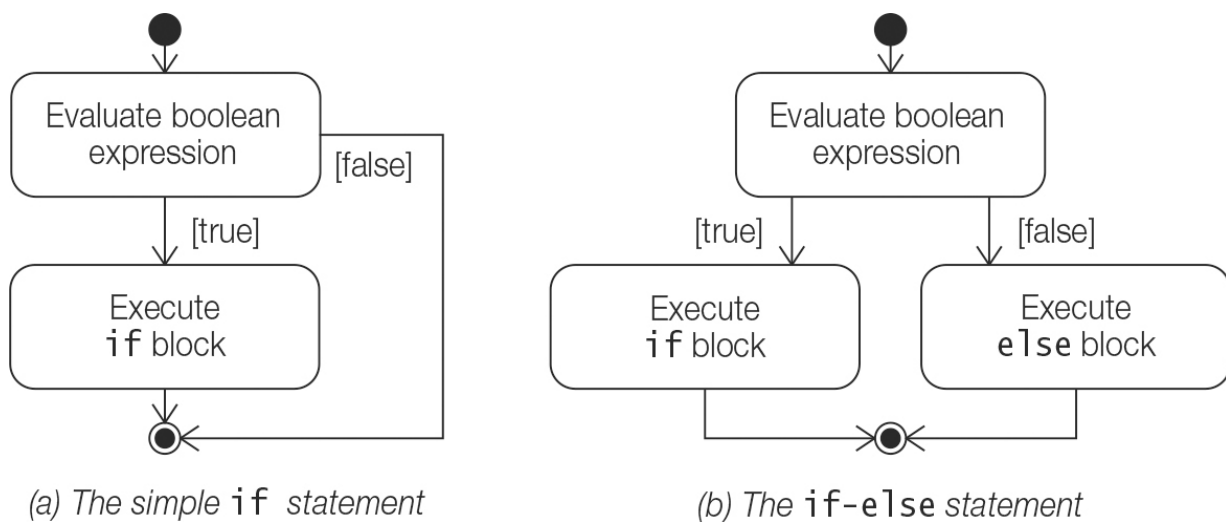 Evaluate boolean
expression
[false]
[true]
Execute
if block
(a) The simple if statement
Evaluate boolean
expression
[true]
[false]
Execute
if block
Execute
else block
(b) The if-else statement